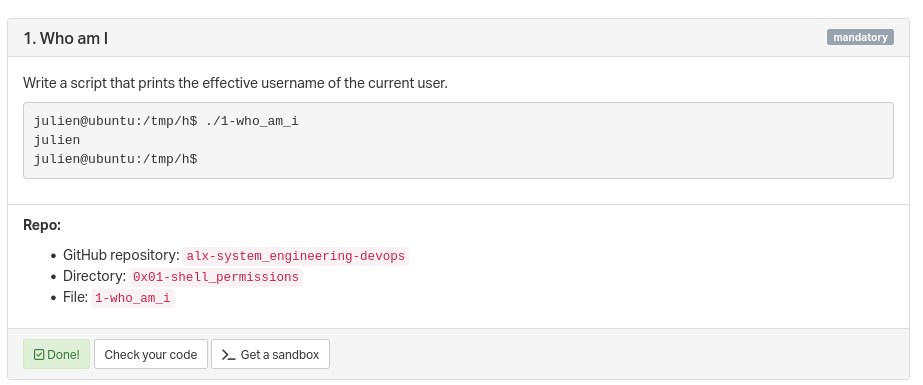 1. Who am I
mandatory
Write a script that prints the effective username of the current user.
julien@ubuntu:/tmp/h$ ./1-who_am_i
julien
julien@ubuntu:/tmp/h$
Repo:
• GitHub repository: alx-system_engineering-devops
• Directory: 0x01-shell_permissions
• File: 1-who_am_i
Done!
Check your code
Get a sandbox